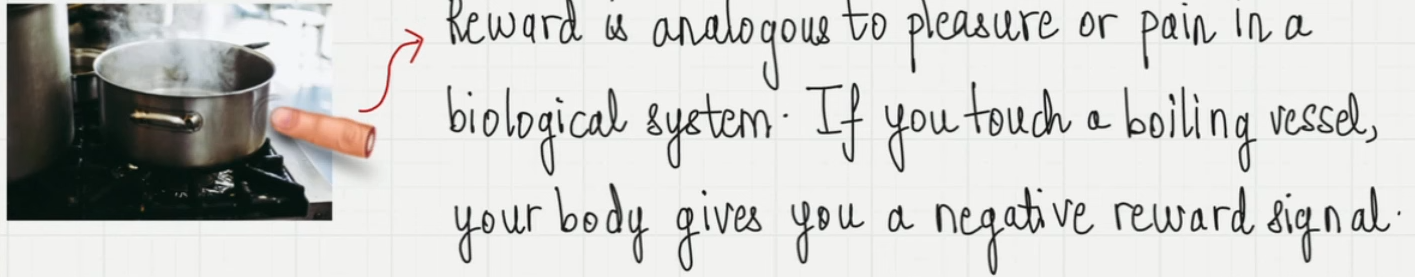 Reward is analogous to pleasure or pain in a
biological system. If you touch a boiling vessel,
your body gives you a negative reward signal.